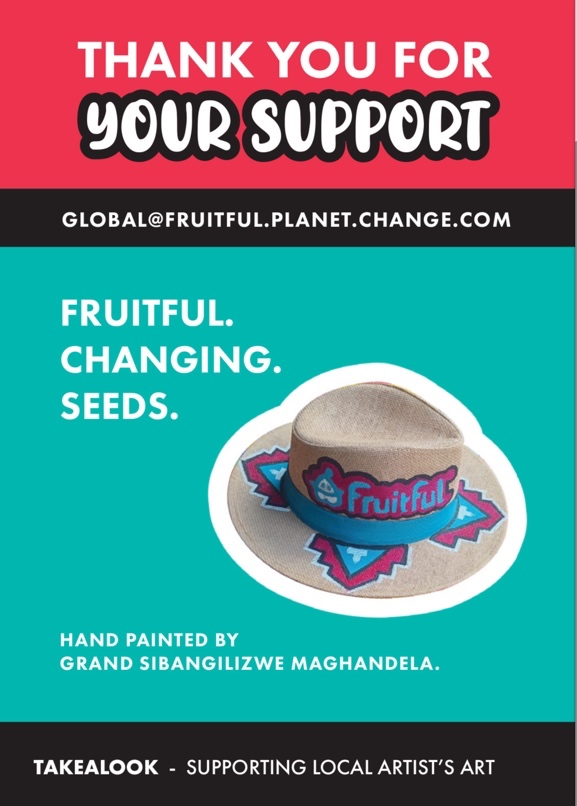 THANK YOU FOR
YOUR SUPPORT
GLOBAL@FRUITFUL.PLANET.CHANGE.COM
FRUITFUL.
CHANGING.
SEEDS.
Fruitful
HAND PAINTED BY
GRAND SIBANGILIZWE MAGHANDELA.
TAKEALOOK - SUPPORTING LOCAL ARTIST'S ART